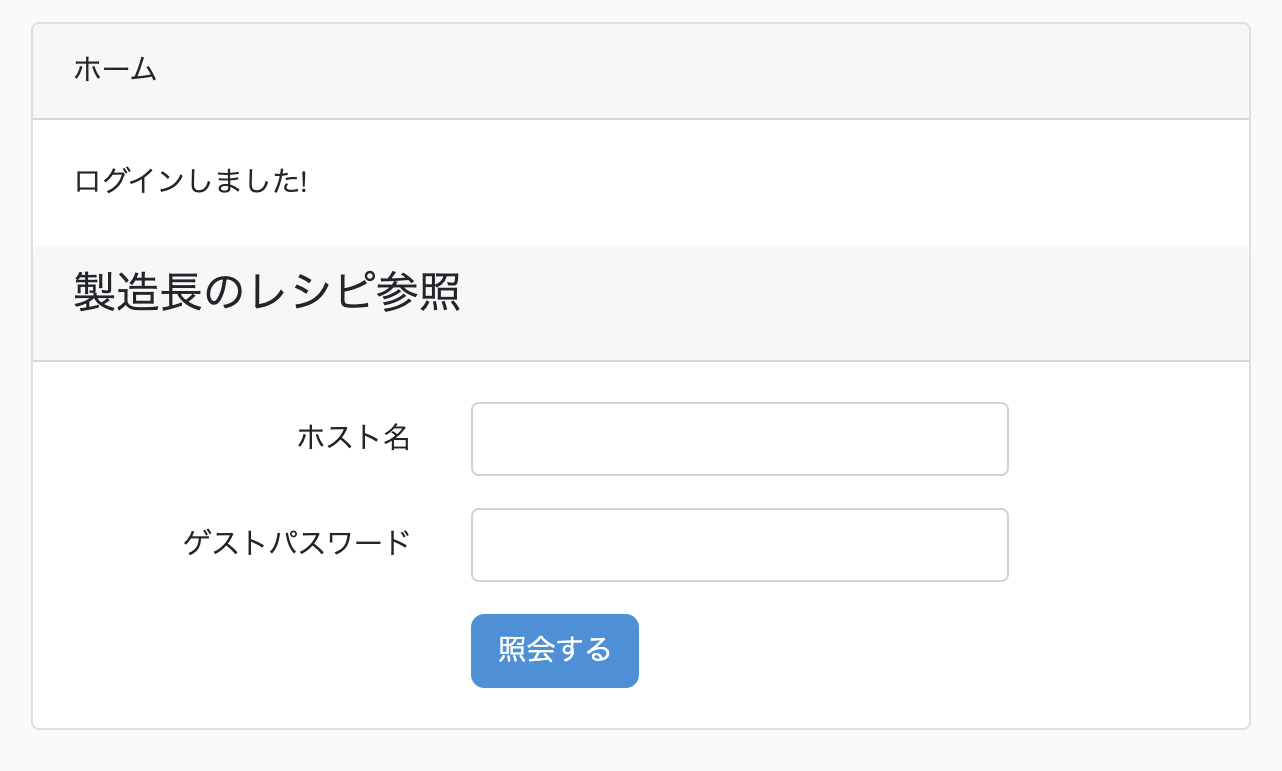 ホーム
ログインしました!
製造長のレシピ参照
ホスト名
ゲストパスワード
照会する